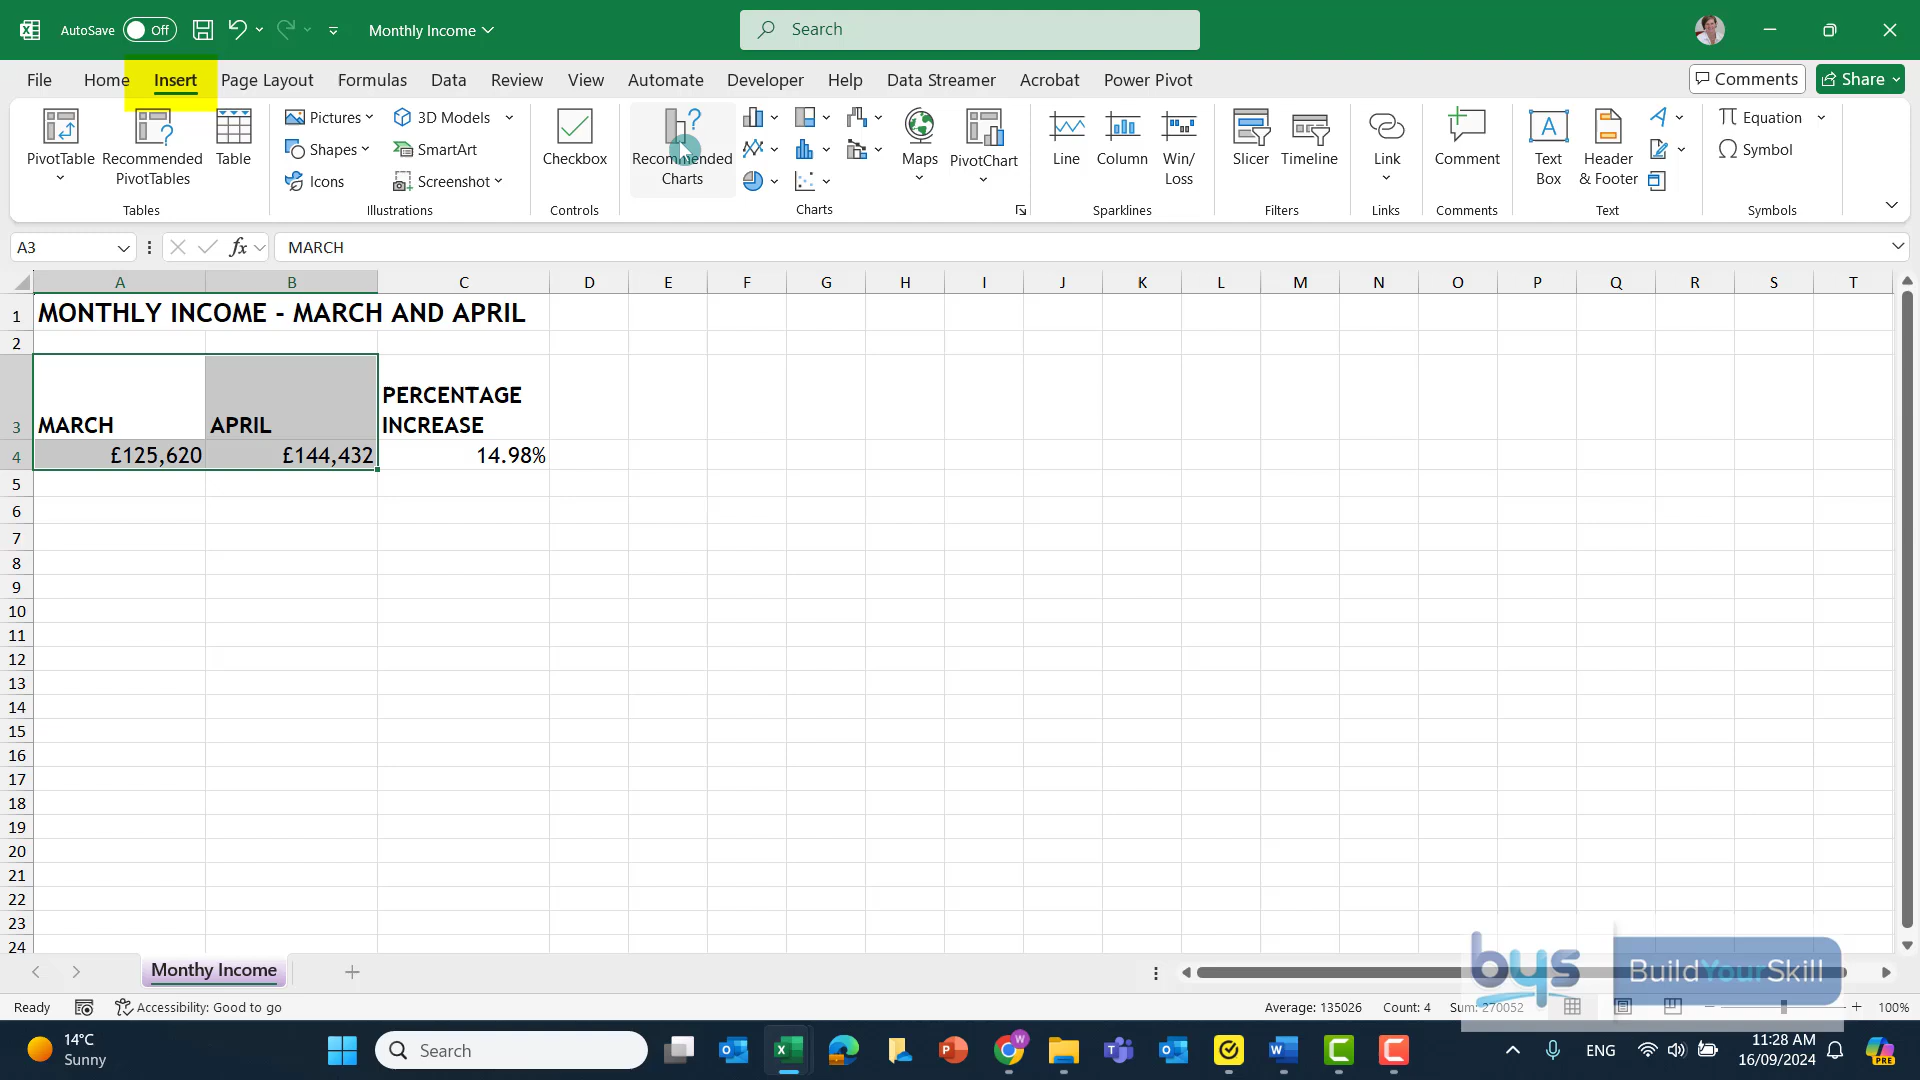 AutoSave Off Monthly Income Search
File Home Insert Page Layout Formulas Data Review View Automate Developer Help Data Streamer Acrobat Power Pivot Comments Share
PivotTable Recommended PivotTables Table
Tables
Pictures 3D Models
Shapes SmartArt
Icons Screenshot
Illustrations
Checkbox
Controls
Recommended Charts
Maps PivotChart
Charts
Line Column Win/Loss
Sparklines
Slicer Timeline
Filters
Link
Links
Comment
Comments
Text Box Header & Footer
Text
Equation
Symbol
Symbols
A3 fx MARCH
A B C D E F G H I J K L M N O P Q R S T
1 MONTHLY INCOME - MARCH AND APRIL
2
PERCENTAGE
3 MARCH APRIL INCREASE
4 £125,620 £144,432 14.98%
5
6
7
8
9
10
11
12
13
14
15
16
17
18
19
20
21
22
23
24
Monthy Income
bys BuildYourSkill
Ready Accessibility: Good to go Average: 135026 Count: 4 Sum: 270052 100%
14°C
Sunny
Search
W
ENG
11:28 AM
16/09/2024
PRE